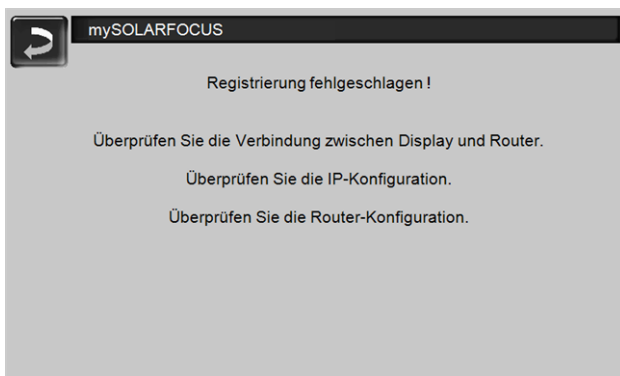 mySOLARFOCUS
Registrierung fehlgeschlagen !
Überprüfen Sie die Verbindung zwischen Display und Router.
Überprüfen Sie die IP-Konfiguration.
Überprüfen Sie die Router-Konfiguration.